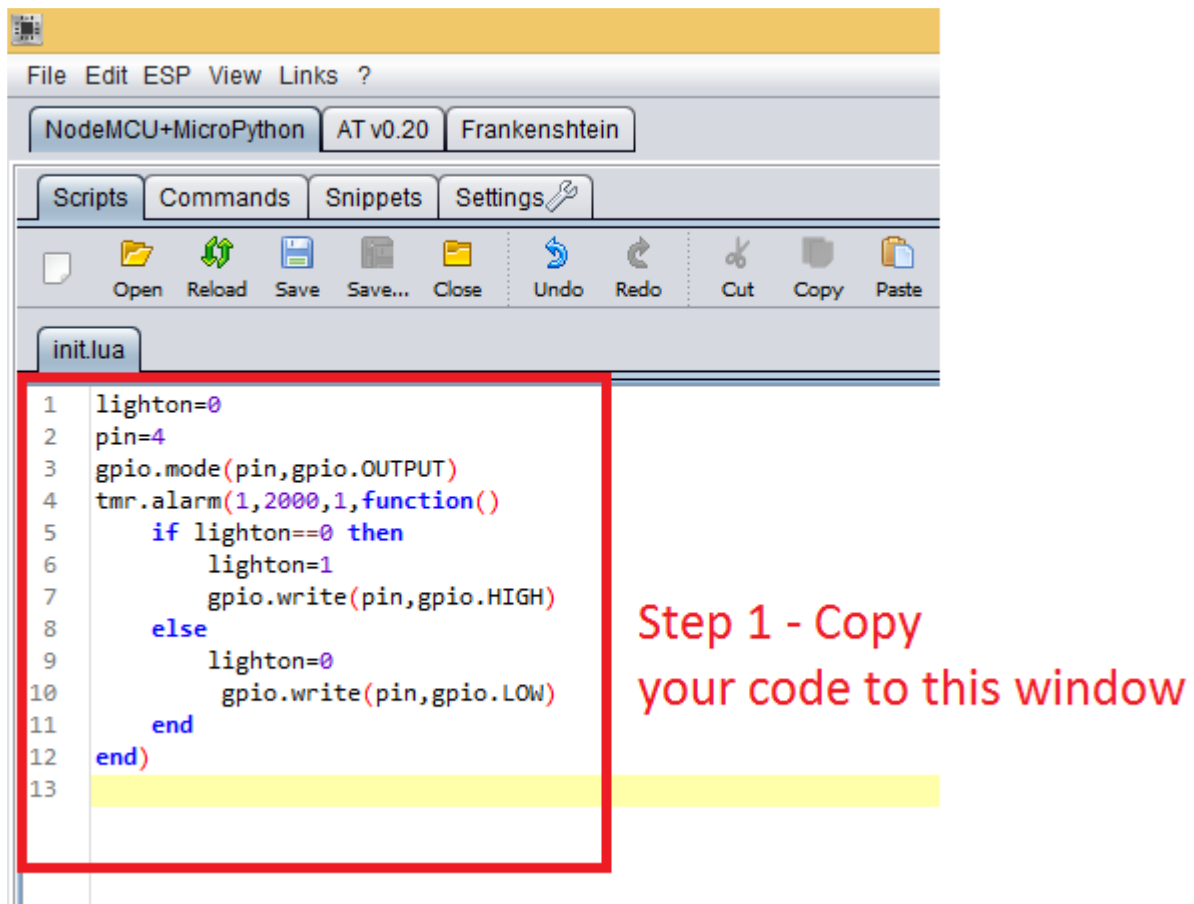 File Edit ESP View Links ?
NodeMCU+MicroPython AT v0.20 Frankenshtein
Scripts Commands Snippets Settings
Open Reload Save Save... Close Undo Redo Cut Copy Paste
init.lua
1 lighton=0
2 pin=4
3 gpio.mode(pin,gpio.OUTPUT)
4 tmr.alarm(1,2000,1,function()
5     if lighton==0 then
6         lighton=1
7         gpio.write(pin,gpio.HIGH)
8     else
9         lighton=0
10         gpio.write(pin,gpio.LOW)
11     end
12 end)
13
Step 1 - Copy
your code to this window